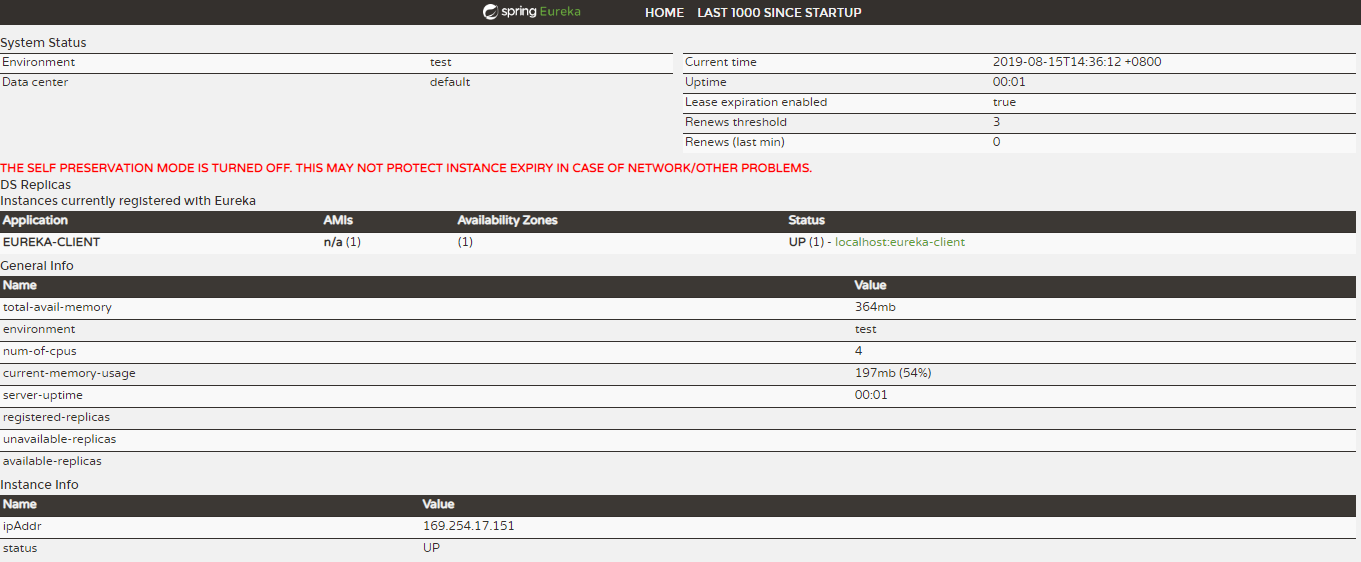 spring Eureka HOME LAST 1000 SINCE STARTUP
System Status
Environment test
Data center default
Current time 2019-08-15T14:36:12 +0800
Uptime 00:01
Lease expiration enabled true
Renews threshold 3
Renews (last min) 0
THE SELF PRESERVATION MODE IS TURNED OFF. THIS MAY NOT PROTECT INSTANCE EXPIRY IN CASE OF NETWORK/OTHER PROBLEMS.
DS Replicas
Instances currently registered with Eureka
Application AMIs Availability Zones Status
EUREKA-CLIENT n/a (1) (1) UP (1) - localhost:eureka-client
General Info
Name Value
total-avail-memory 364mb
environment test
num-of-cpus 4
current-memory-usage 197mb (54%)
server-uptime 00:01
registered-replicas
unavailable-replicas
available-replicas
Instance Info
Name Value
ipAddr 169.254.17.151
status UP